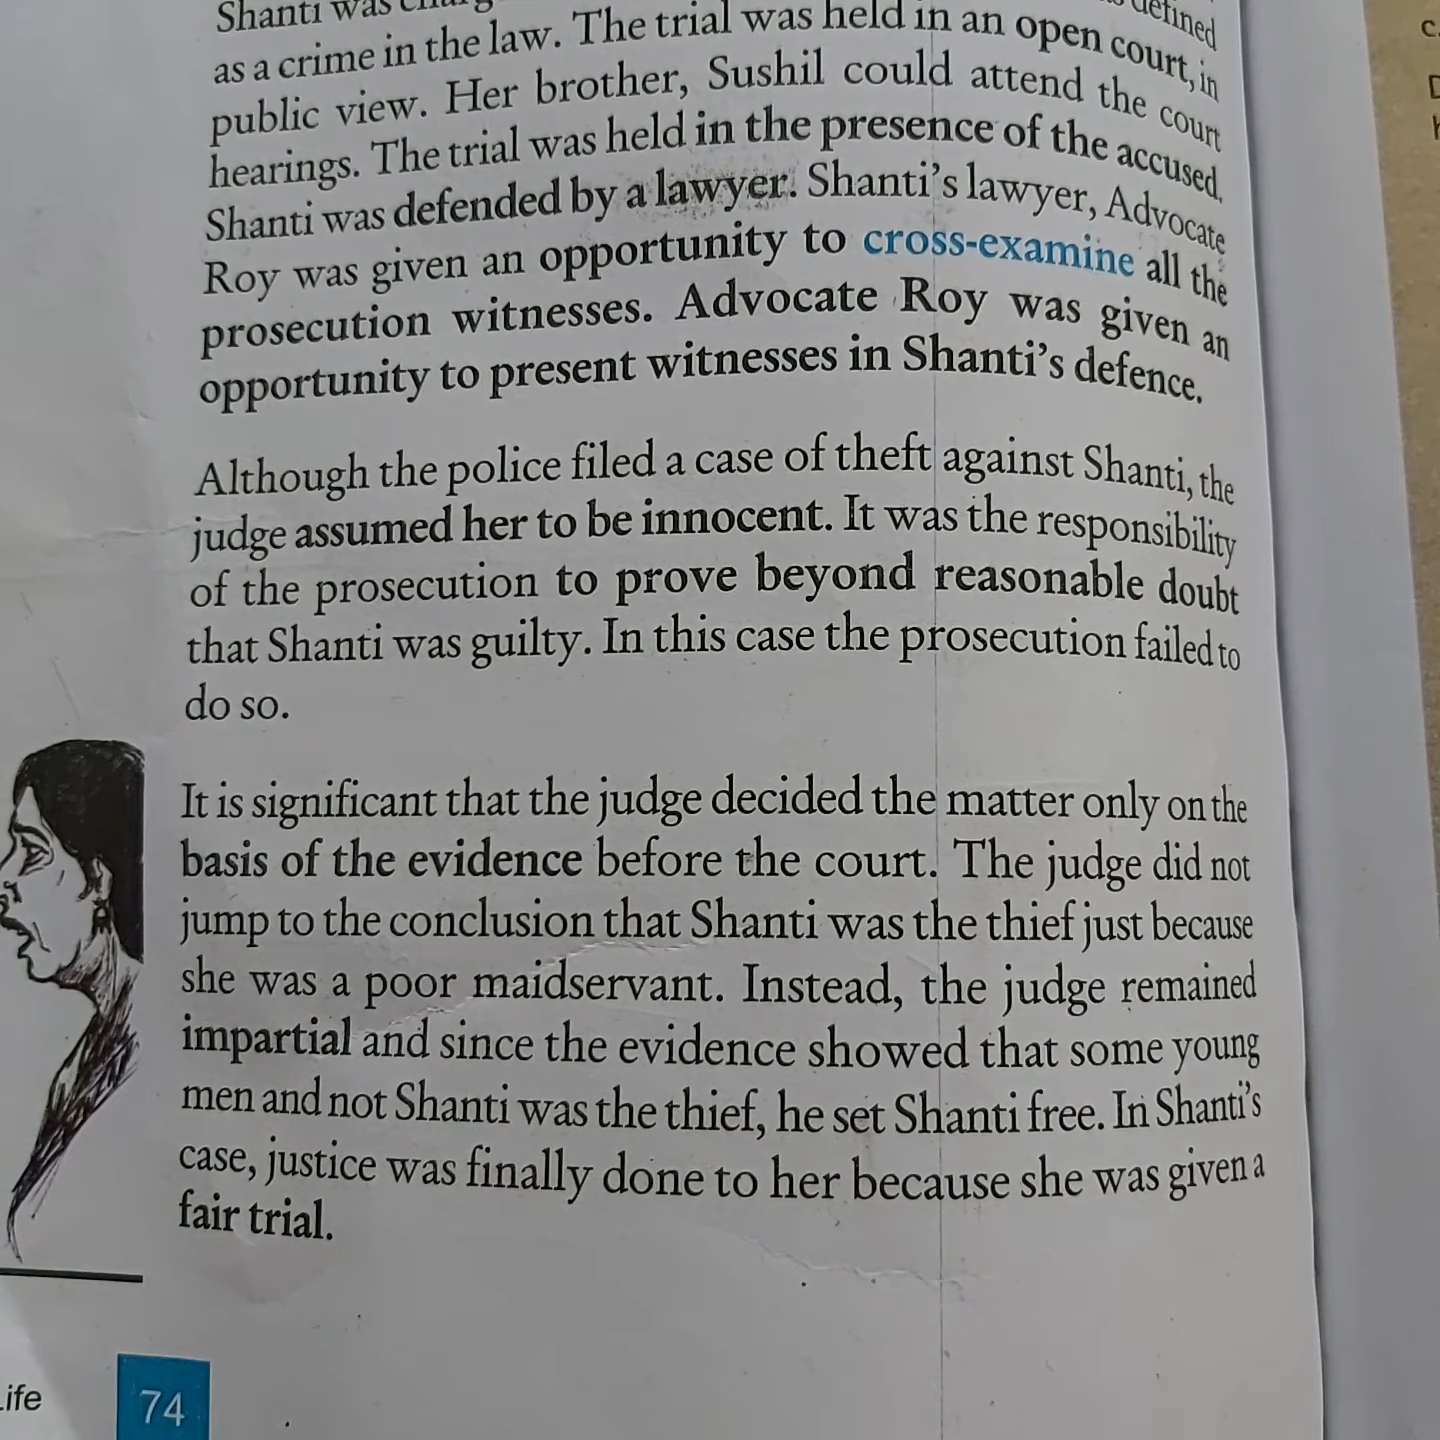 Shanti was
defined
as a crime in the law. The trial was held in an open court, in
public view. Her brother, Sushil could attend the court
hearings. The trial was held in the presence of the accused.
Shanti was defended by a lawyer. Shanti's lawyer, Advocate
Roy was given an opportunity to cross-examine all the
prosecution witnesses. Advocate Roy was given an
opportunity to present witnesses in Shanti's defence.
Although the police filed a case of theft against Shanti, the
judge assumed her to be innocent. It was the responsibility
of the prosecution to prove beyond reasonable doubt
that Shanti was guilty. In this case the prosecution failed to
do so.
It is significant that the judge decided the matter only on the
basis of the evidence before the court. The judge did not
jump to the conclusion that Shanti was the thief just because
she was a poor maidservant. Instead, the judge remained
impartial and since the evidence showed that some young
men and not Shanti was the thief, he set Shanti free. In Shanti's
case, justice was finally done to her because she was given a
fair trial.
Life
74